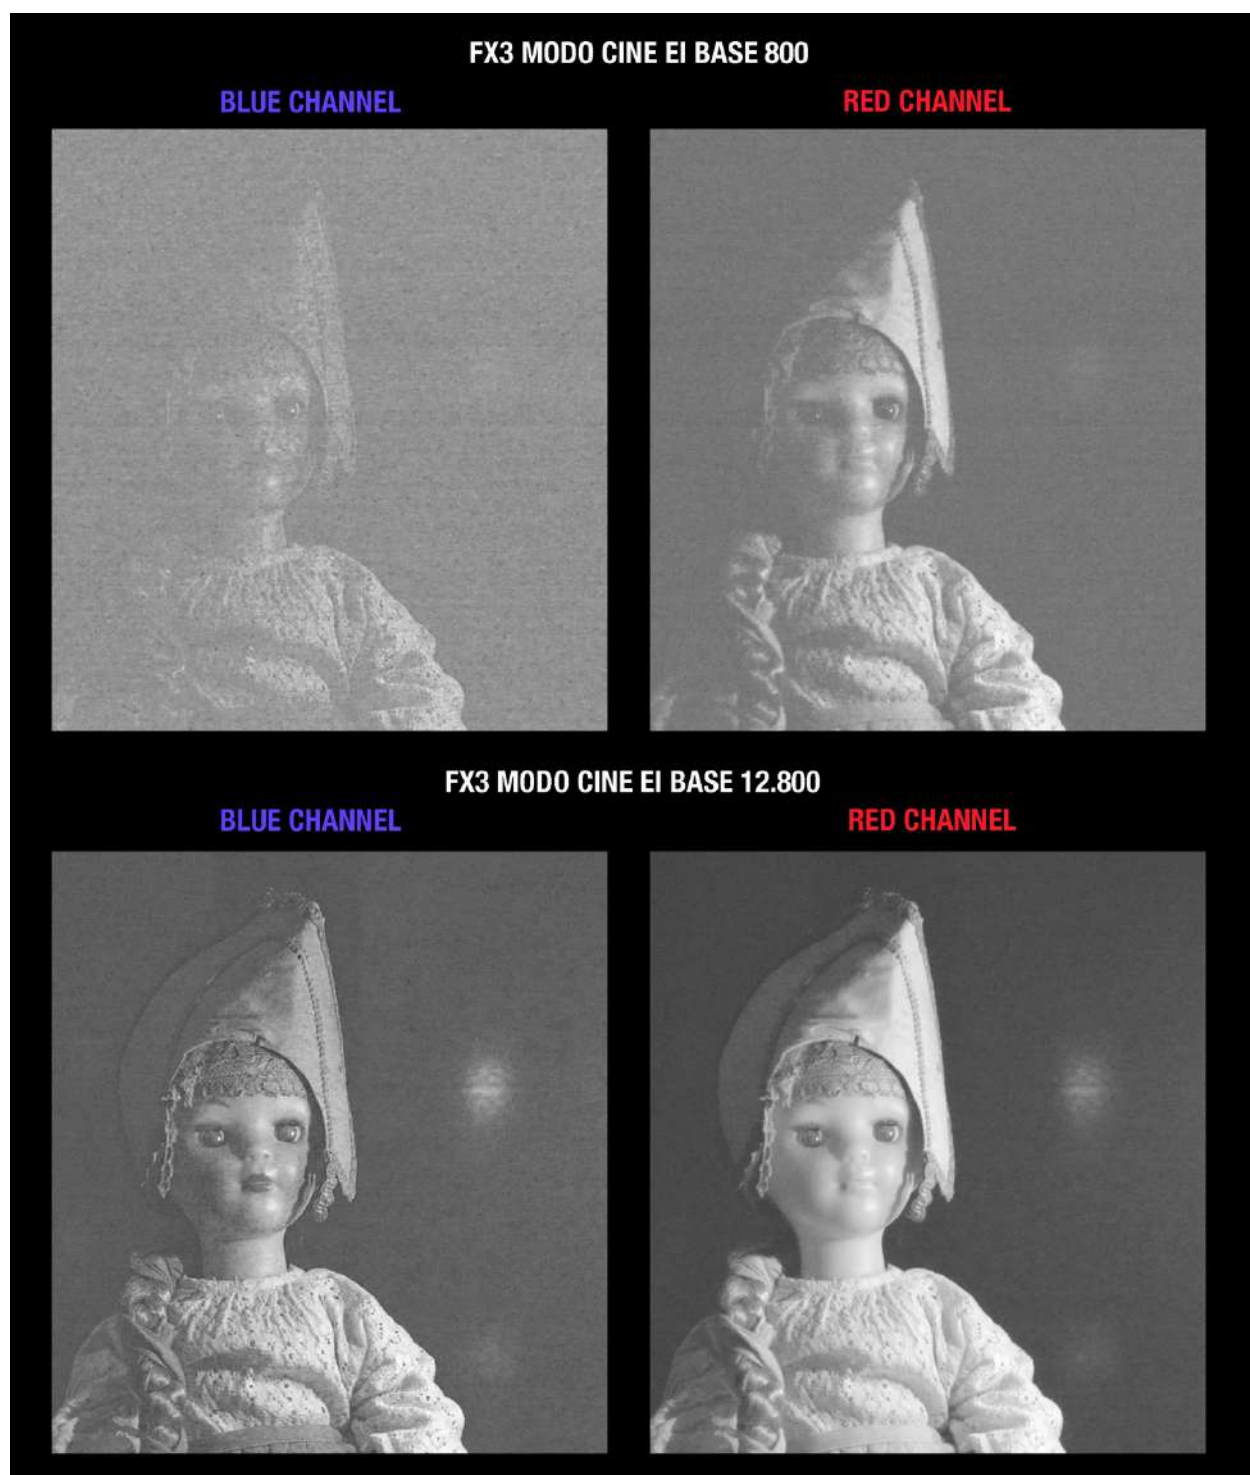 FX3 MODO CINE EI BASE 800
BLUE CHANNEL
RED CHANNEL
FX3 MODO CINE EI BASE 12.800
BLUE CHANNEL
RED CHANNEL